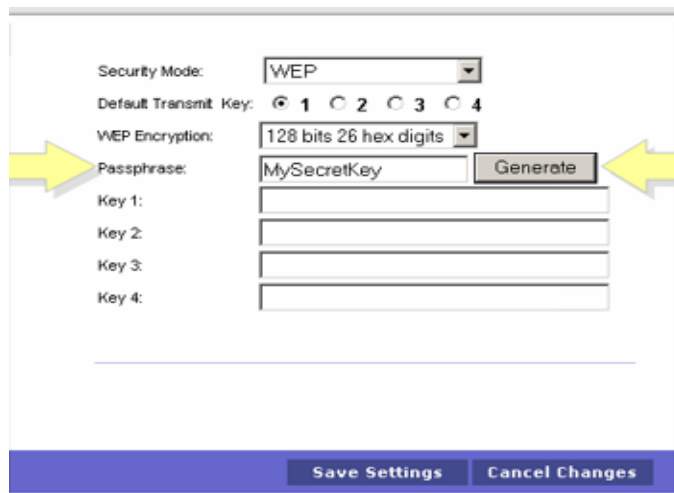 Security Mode: WEP
Default Transmit Key: 1 2 3 4
WEP Encryption: 128 bits 26 hex digits
Passphrase: MySecretKey Generate
Key 1:
Key 2:
Key 3:
Key 4:
Save Settings Cancel Changes